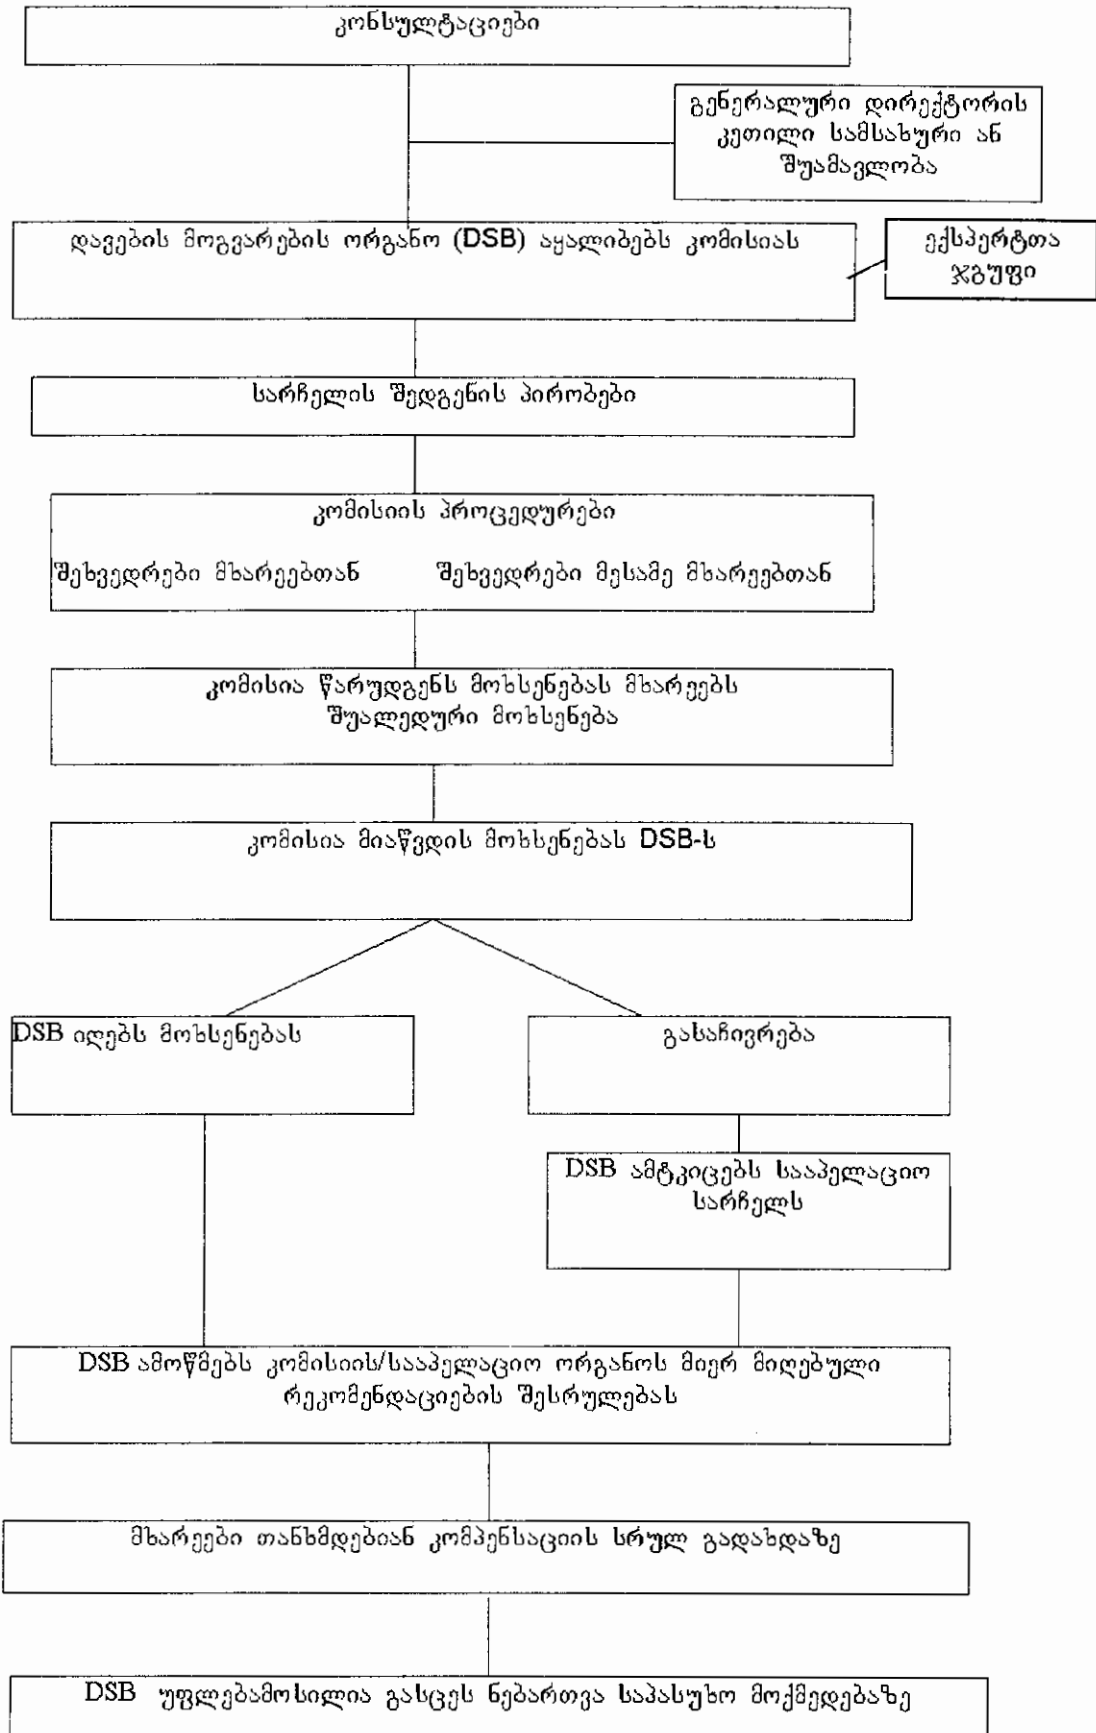 კონსულტაციები
გენერალური დირექტორის
კეთილი სამსახური ან
შუამავლობა
დავების მოგვარების ორგანო (DSB) აყალიბებს კომისიას
ექსპერტთა
ჯგუფი
სარჩელის შედგენის პირობები
კომისიის პროცედურები
შეხვედრები მხარეებთან შეხვედრები მესამე მხარეებთან
კომისია წარუდგენს მოხსენებას მხარეებს
შუალედური მოხსენება
კომისია მიაწვდის მოხსენებას DSB-ს
DSB იღებს მოხსენებას
გასაჩივრება
DSB ამტკიცებს სააპელაციო
სარჩელს
DSB ამოწმებს კომისიის/სააპელაციო ორგანოს მიერ მიღებული
რეკომენდაციების შესრულებას
მხარეები თანხმდებიან კომპენსაციის სრულ გადახდაზე
DSB უფლებამოსილია გასცეს ნებართვა საპასუხო მოქმედებაზე